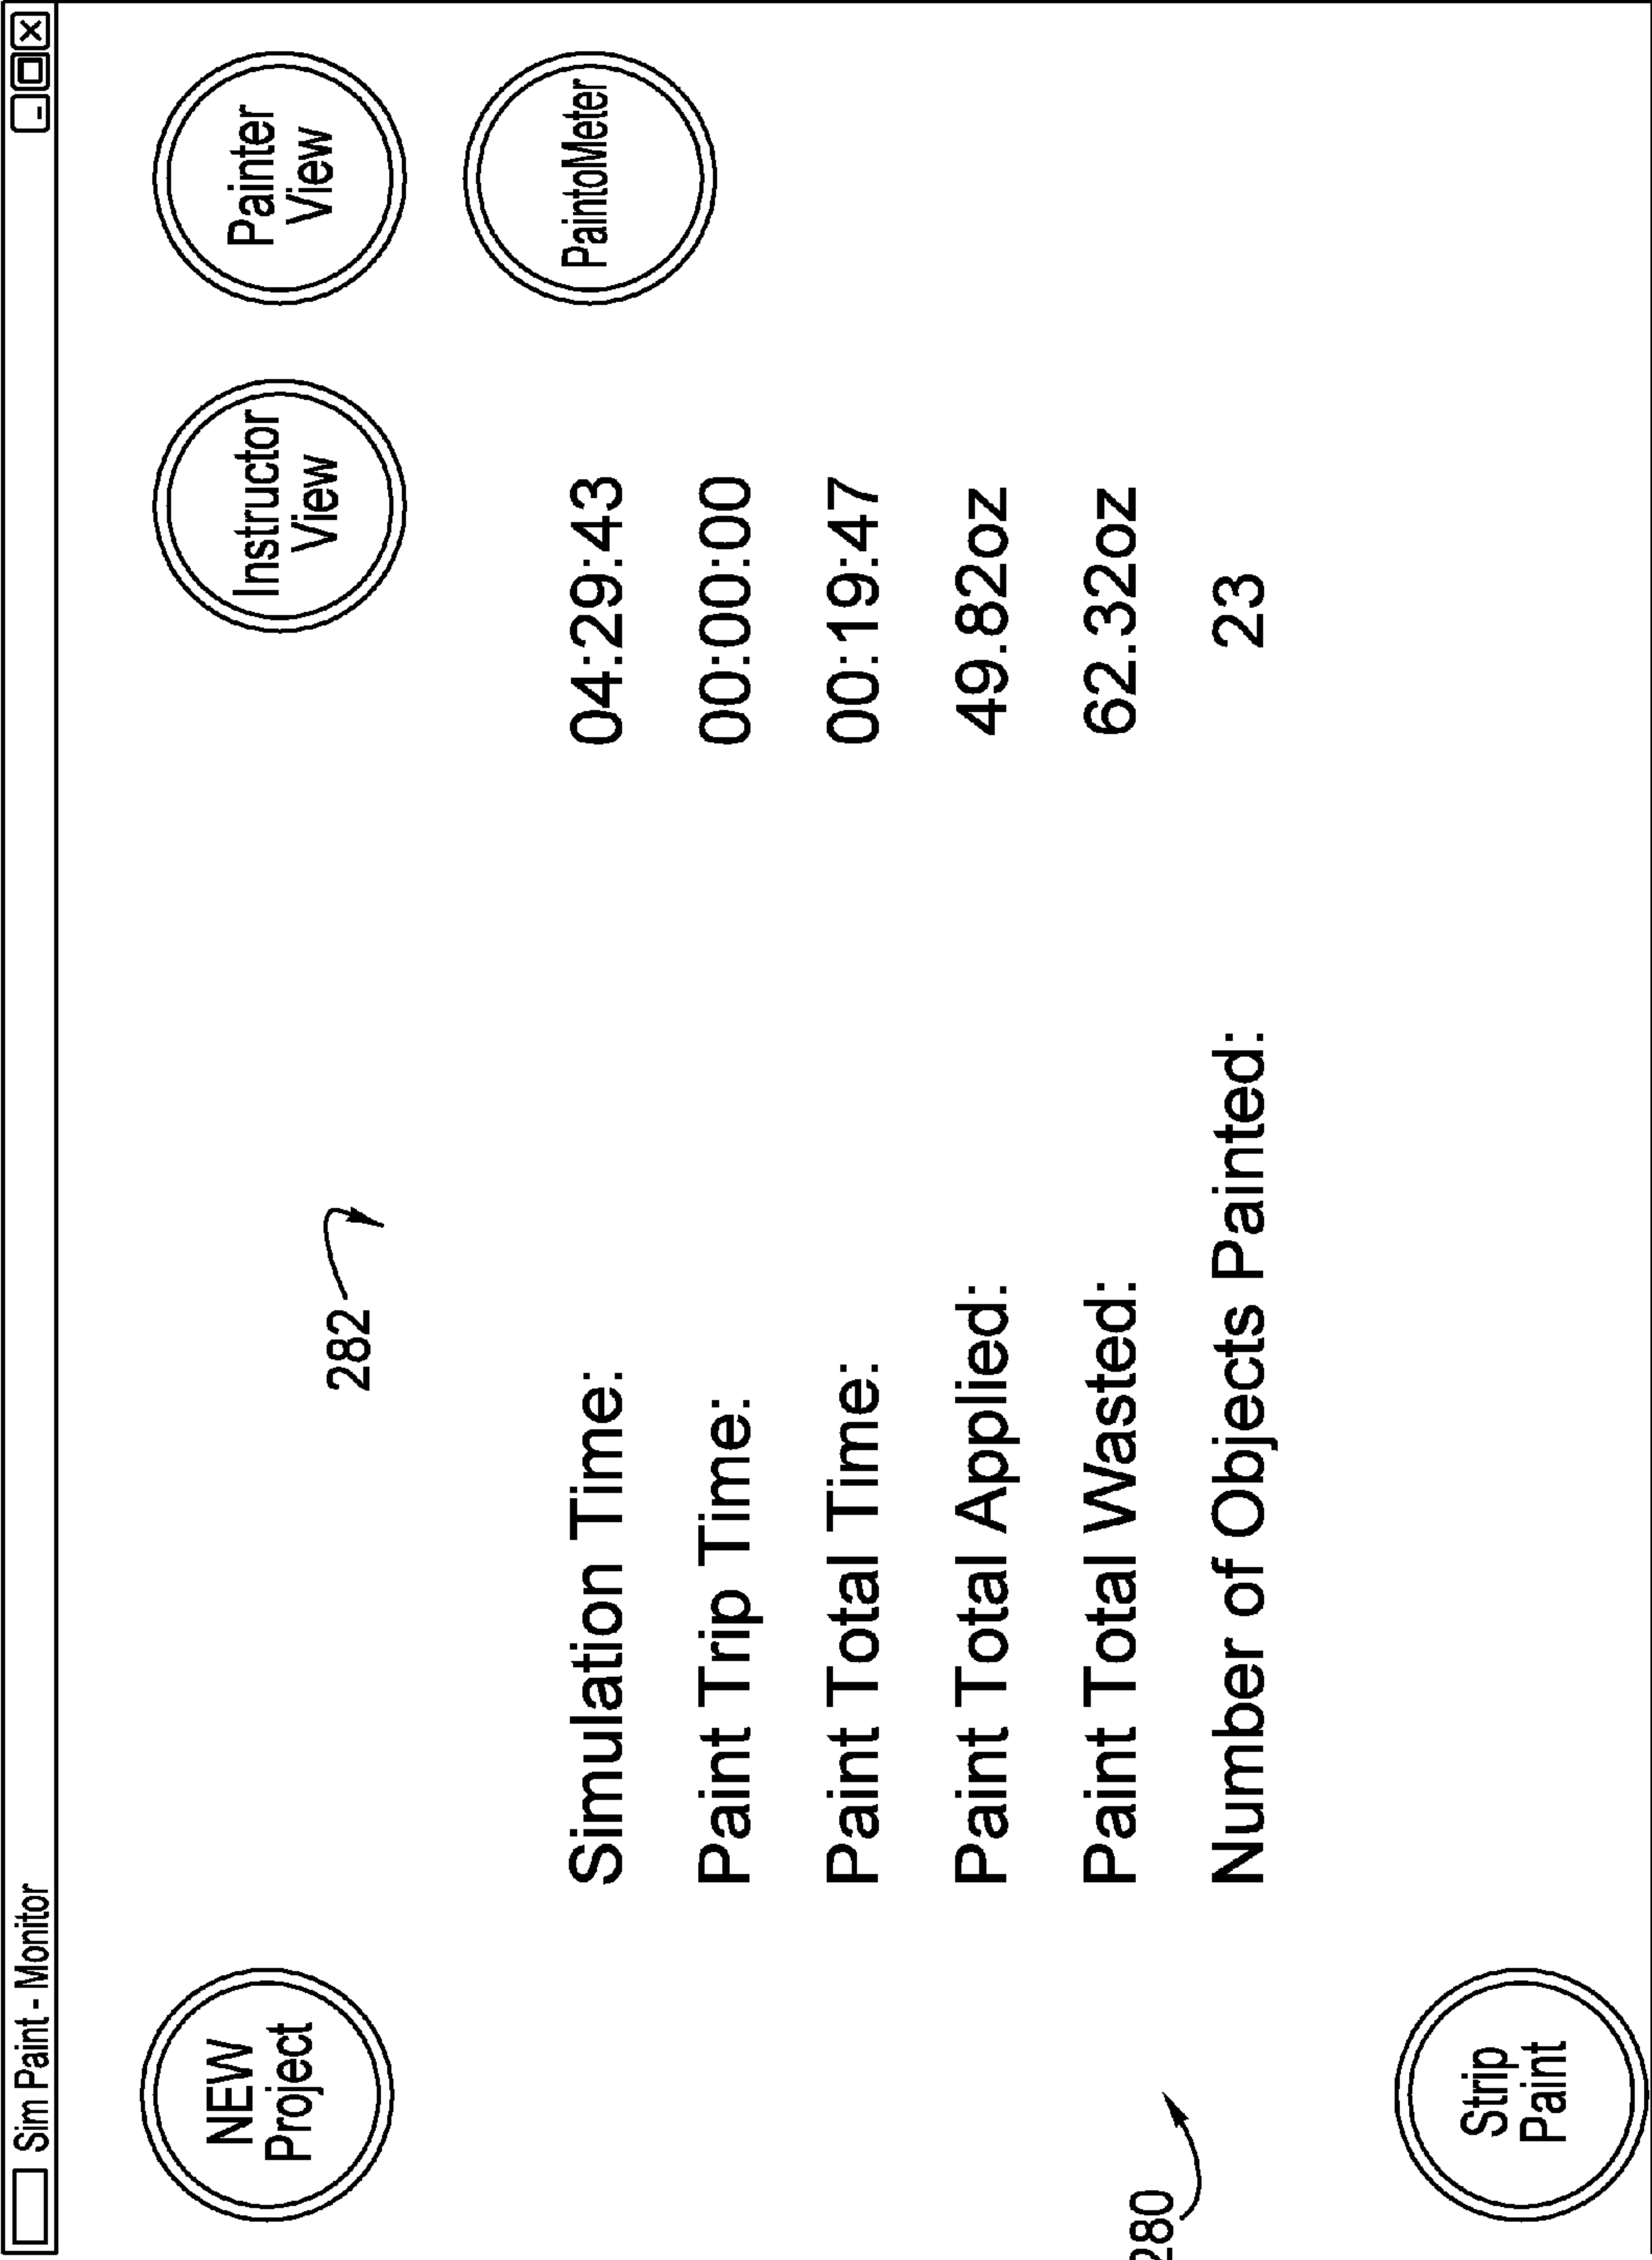 Sim Paint - Monitor
NEW
Project
Instructor
View
Painter
View
282
PaintoMeter
Simulation Time: 04:29:43
Paint Trip Time: 00:00:00
Paint Total Time: 00:19:47
Paint Total Applied: 49.82oz
Paint Total Wasted: 62.32oz
Number of Objects Painted: 23
280
Strip
Paint